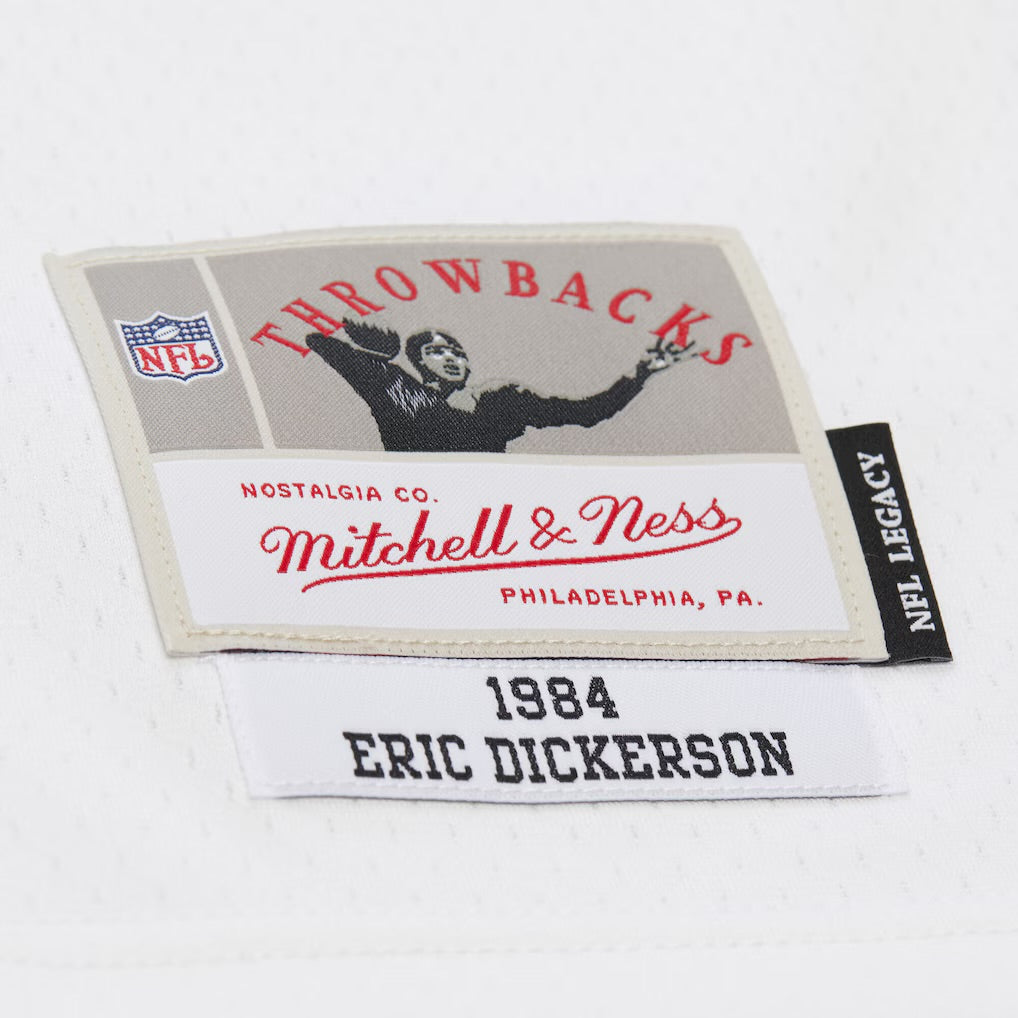 THROWBACKS
NFL
NOSTALGIA CO.
Mitchell & Ness
PHILADELPHIA, PA.
NFL LEGACY
1984
ERIC DICKERSON